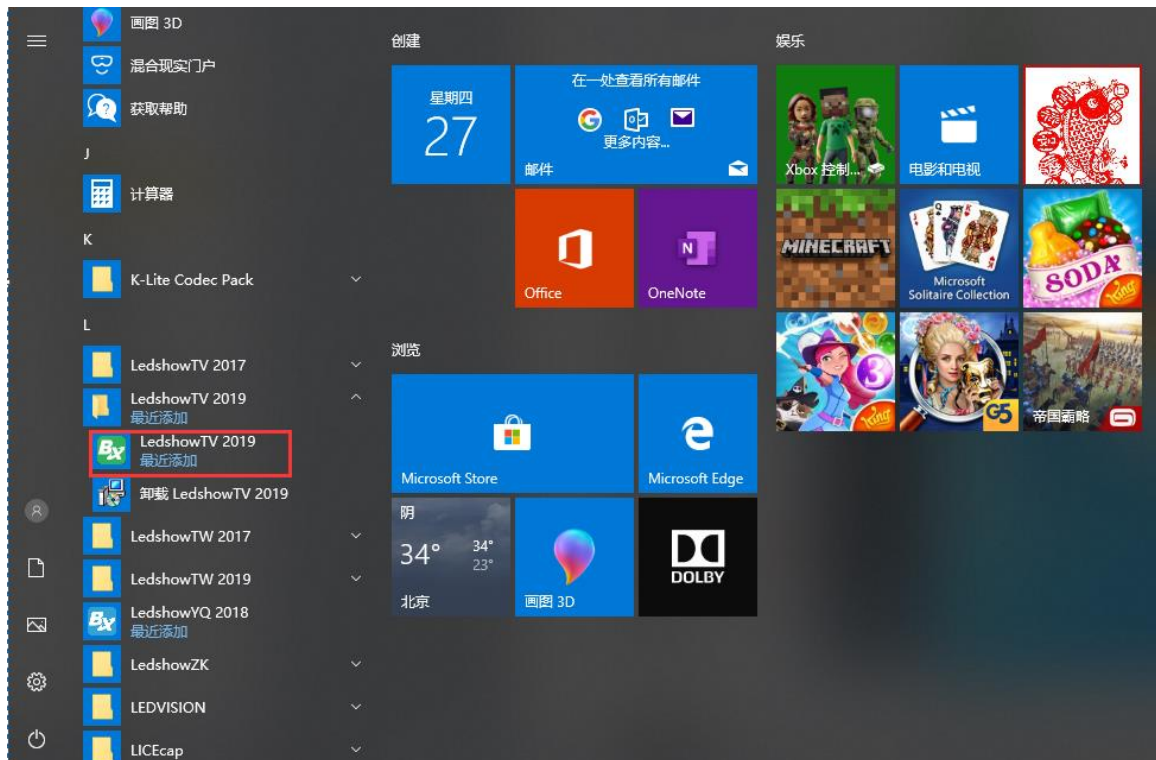 画图 3D
混合现实门户
获取帮助
J
计算器
K
K-Lite Codec Pack
L
LedshowTV 2017
LedshowTV 2019
最近添加
LedshowTV 2019
最近添加
卸载 LedshowTV 2019
LedshowTW 2017
LedshowTW 2019
LedshowYQ 2018
最近添加
LedshowZK
LEDVISION
LICEcap
创建
星期四
27
在一处查看所有邮件
更多内容...
邮件
Office
OneNote
浏览
Microsoft Store
Microsoft Edge
阴
34°
34°
23°
北京
画图 3D
DOLBY
娱乐
Xbox 控制...
电影和电视
MINECRAFT
Microsoft
Solitaire Collection
SODA
King
3
King
G5
帝国霸略